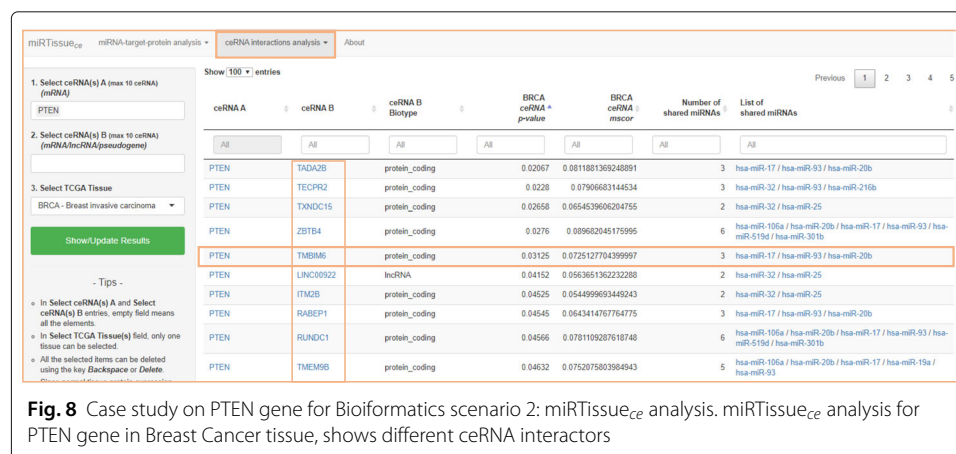 miRTissue_ce miRNA-target-protein analysis ceRNA interactions analysis About
1. Select ceRNA(s) A (max 10 ceRNA)
(mRNA)
PTEN
2. Select ceRNA(s) B (max 10 ceRNA)
(mRNA/lncRNA/pseudogene)
3. Select TCGA Tissue
BRCA - Breast invasive carcinoma
Show/Update Results
- Tips -
In Select ceRNA(s) A and Select
ceRNA(s) B entries, empty field means
all the elements.
In Select TCGA Tissue(s) field, only one
tissue can be selected.
All the selected items can be deleted
using the key Backspace or Delete.
Show 100 entries
Previous 1 2 3 4 5
ceRNA A ceRNA B ceRNA B Biotype BRCA ceRNA p-value BRCA ceRNA mscor Number of shared miRNAs List of shared miRNAs
All All All All All All All
PTEN TADA2B protein_coding 0.02067 0.0811881369248891 3 hsa-miR-17 / hsa-miR-93 / hsa-miR-20b
PTEN TECPR2 protein_coding 0.0228 0.07906683144534 3 hsa-miR-32 / hsa-miR-93 / hsa-miR-216b
PTEN TXNDC15 protein_coding 0.02658 0.0654539606204755 2 hsa-miR-32 / hsa-miR-25
PTEN ZBTB4 protein_coding 0.0276 0.089682045175995 6 hsa-miR-106a / hsa-miR-20b / hsa-miR-17 / hsa-miR-93 / hsa-
miR-519d / hsa-miR-301b
PTEN TMBIM6 protein_coding 0.03125 0.0725127704399997 3 hsa-miR-17 / hsa-miR-93 / hsa-miR-20b
PTEN LINC00922 lncRNA 0.04152 0.0563651362232288 2 hsa-miR-32 / hsa-miR-25
PTEN ITM2B protein_coding 0.04525 0.0544999693449243 2 hsa-miR-32 / hsa-miR-25
PTEN RABEP1 protein_coding 0.04545 0.0643414767764775 3 hsa-miR-17 / hsa-miR-93 / hsa-miR-20b
PTEN RUNDC1 protein_coding 0.04566 0.0781109287618748 6 hsa-miR-106a / hsa-miR-20b / hsa-miR-17 / hsa-miR-93 / hsa-
miR-519d / hsa-miR-301b
PTEN TMEM9B protein_coding 0.04632 0.0752075803984943 5 hsa-miR-106a / hsa-miR-20b / hsa-miR-17 / hsa-miR-19a /
hsa-miR-93
Fig. 8 Case study on PTEN gene for Bioiformatics scenario 2: miRTissue_ce analysis. miRTissue_ce analysis for
PTEN gene in Breast Cancer tissue, shows different ceRNA interactors